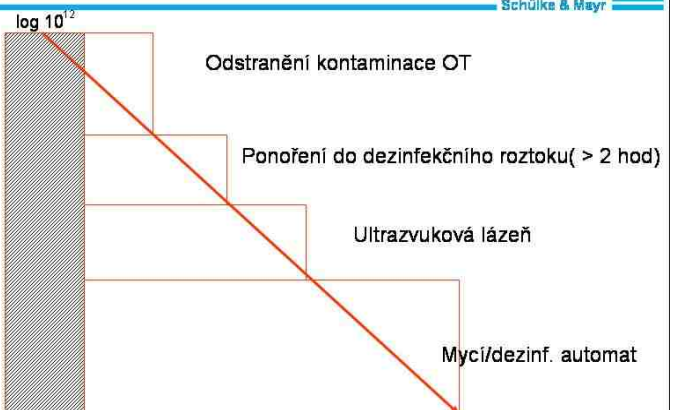 Schülke & Mayr
log 10¹²
Odstranění kontaminace OT
Ponoření do dezinfekčního roztoku( > 2 hod)
Ultrazvuková lázeň
Mycí/dezinf. automat